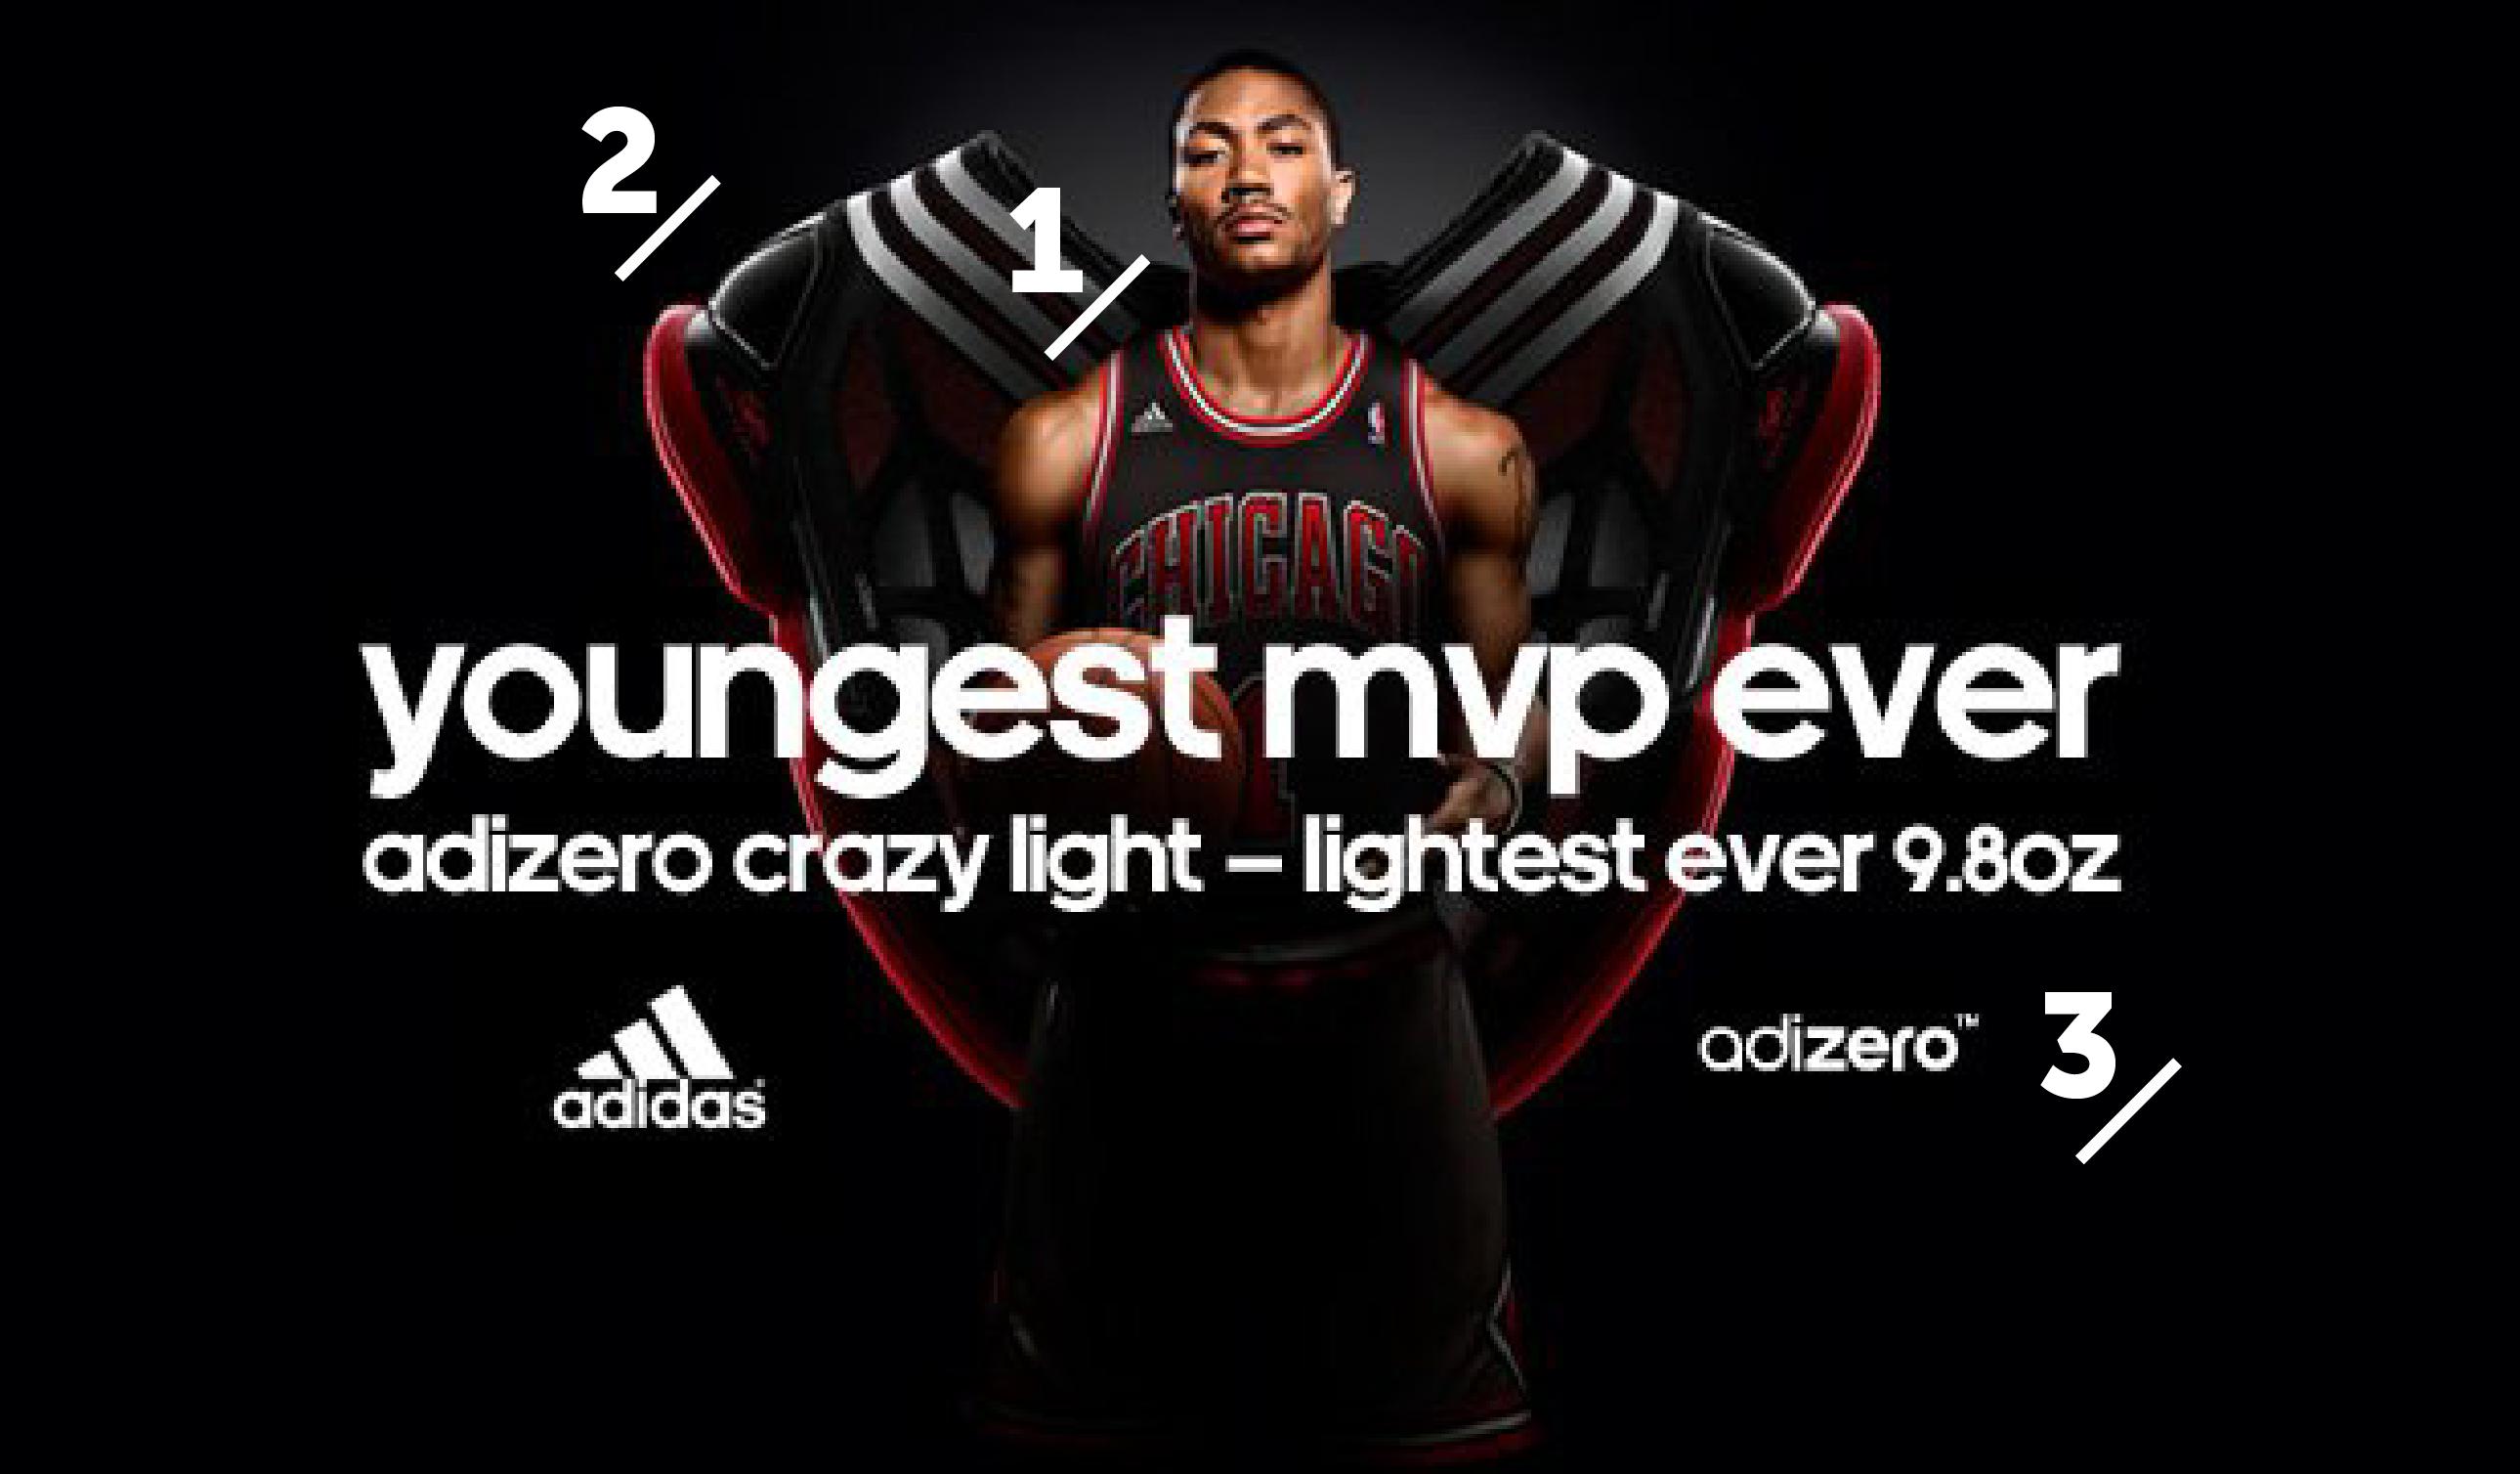 2/
1/
CHICAGO
youngest mvp ever
adizero crazy light – lightest ever 9.8oz
adizero™ 3/
adidas